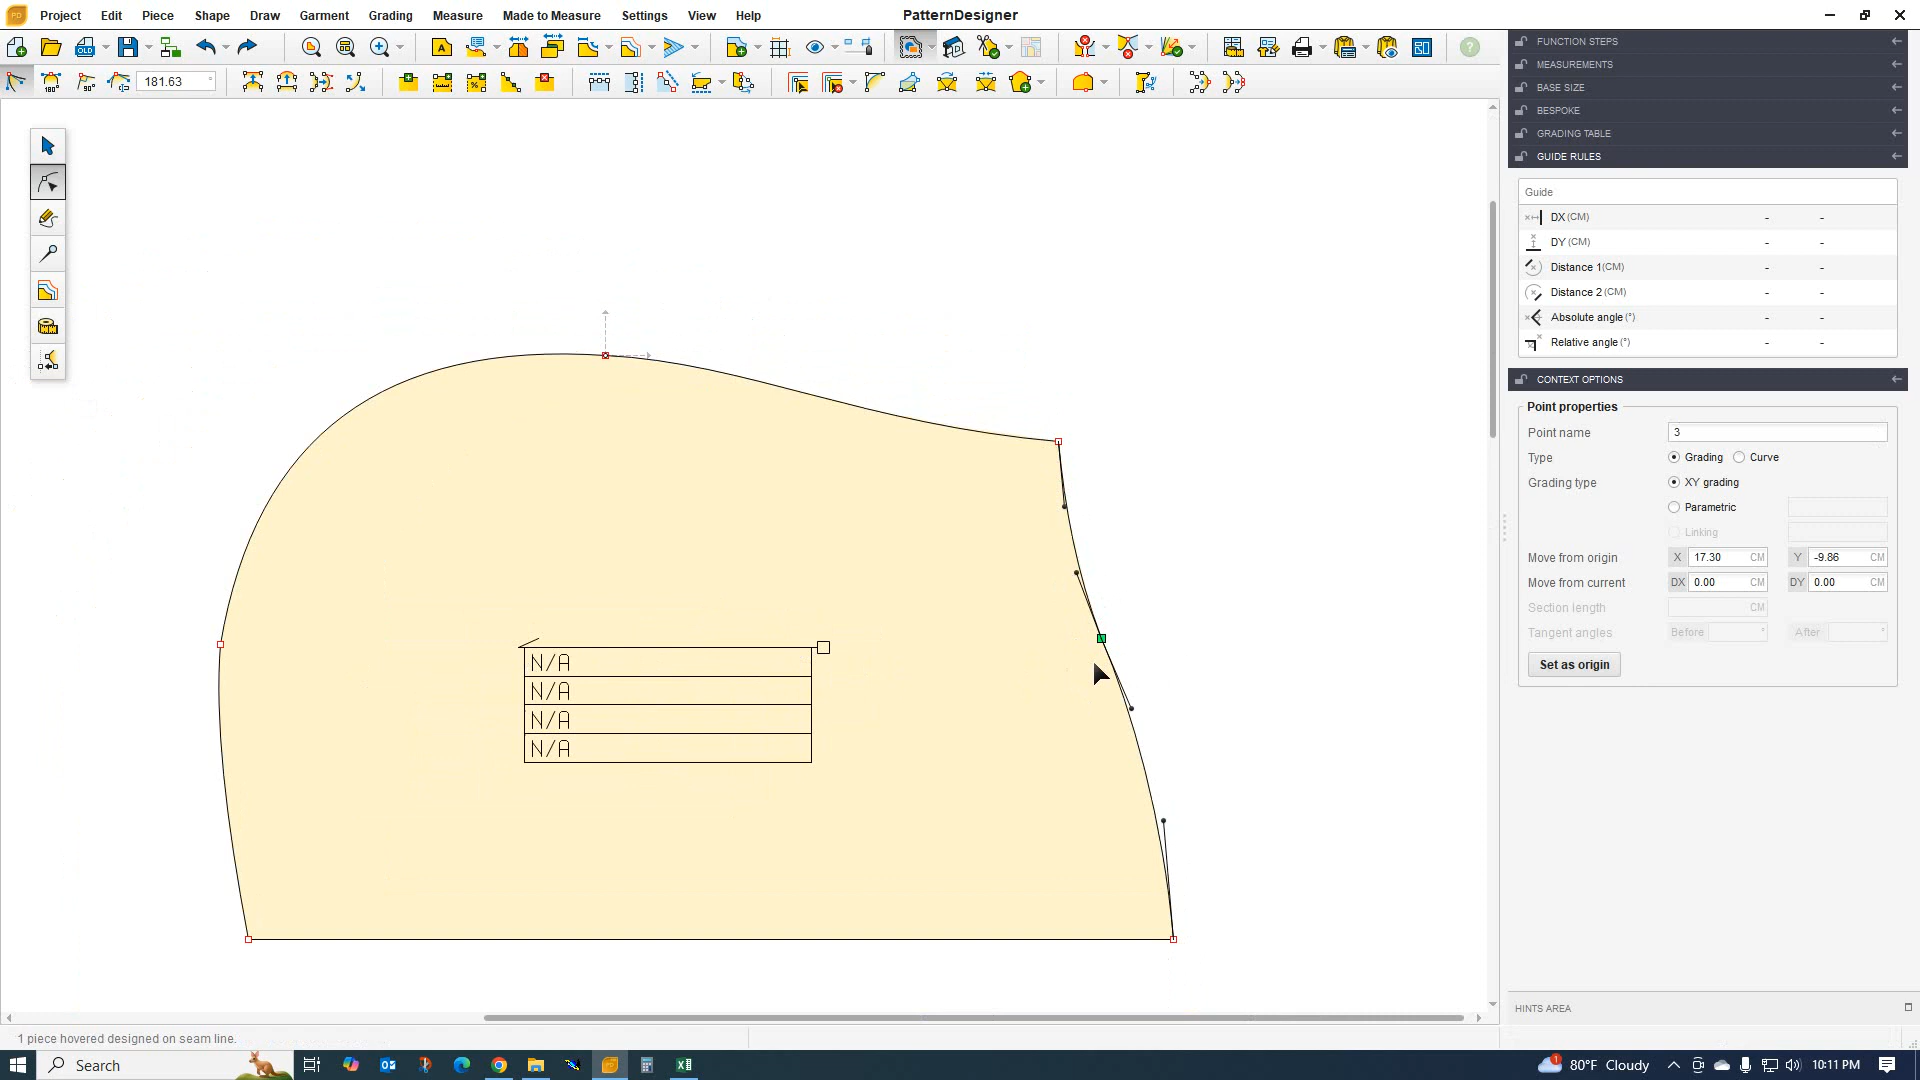 Project Edit Piece Shape Draw Garment Grading Measure Made to Measure Settings View Help PatternDesigner
181.63 °
FUNCTION STEPS
MEASUREMENTS
BASE SIZE
BESPOKE
GRADING TABLE
GUIDE RULES
Guide
DX (CM) - -
DY (CM) - -
Distance 1(CM) - -
Distance 2 (CM) - -
Absolute angle (°) - -
Relative angle (°) - -
CONTEXT OPTIONS
Point properties
Point name 3
Type Grading Curve
Grading type XY grading
Parametric
Linking
Move from origin X 17.30 CM Y -9.86 CM
Move from current DX 0.00 CM DY 0.00 CM
Section length CM
Tangent angles Before ° After °
Set as origin
N/A
N/A
N/A
N/A
HINTS AREA
1 piece hovered designed on seam line.
Search
80°F Cloudy 10:11 PM